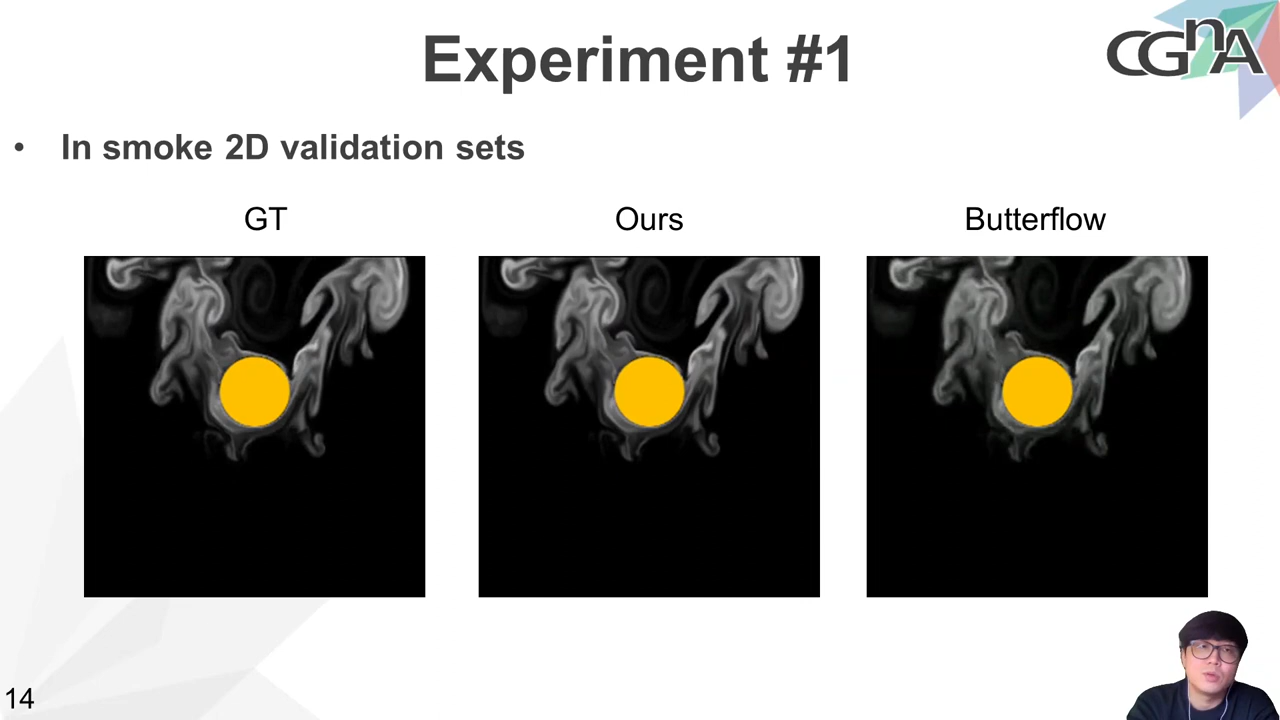 Experiment #1
CGnA
• In smoke 2D validation sets
GT
Ours
Butterflow
14